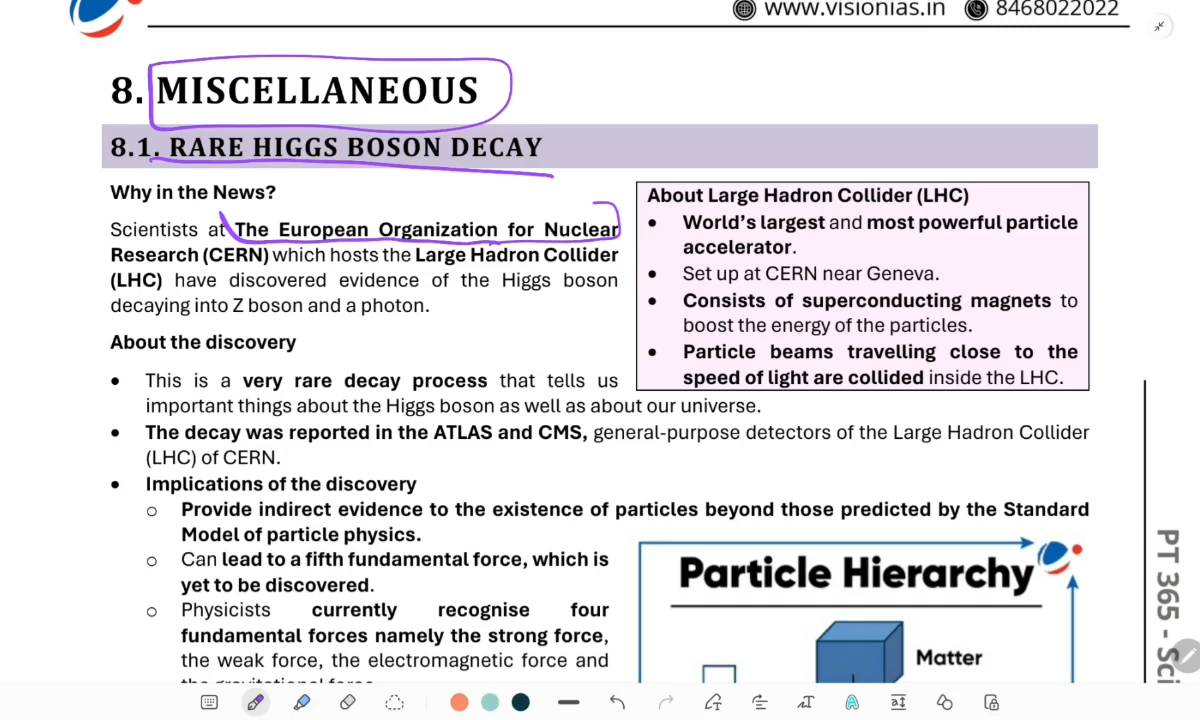 www.visionias.in 8468022022
8. MISCELLANEOUS
8.1. RARE HIGGS BOSON DECAY
Why in the News?
Scientists at The European Organization for Nuclear
Research (CERN) which hosts the Large Hadron Collider
(LHC) have discovered evidence of the Higgs boson
decaying into Z boson and a photon.
About Large Hadron Collider (LHC)
• World's largest and most powerful particle
accelerator.
• Set up at CERN near Geneva.
• Consists of superconducting magnets to
boost the energy of the particles.
• Particle beams travelling close to the
speed of light are collided inside the LHC.
About the discovery
• This is a very rare decay process that tells us
important things about the Higgs boson as well as about our universe.
• The decay was reported in the ATLAS and CMS, general-purpose detectors of the Large Hadron Collider
(LHC) of CERN.
• Implications of the discovery
o Provide indirect evidence to the existence of particles beyond those predicted by the Standard
Model of particle physics.
o Can lead to a fifth fundamental force, which is
yet to be discovered.
o Physicists currently recognise four
fundamental forces namely the strong force,
the weak force, the electromagnetic force and
Particle Hierarchy
Matter
PT 365 - Sci